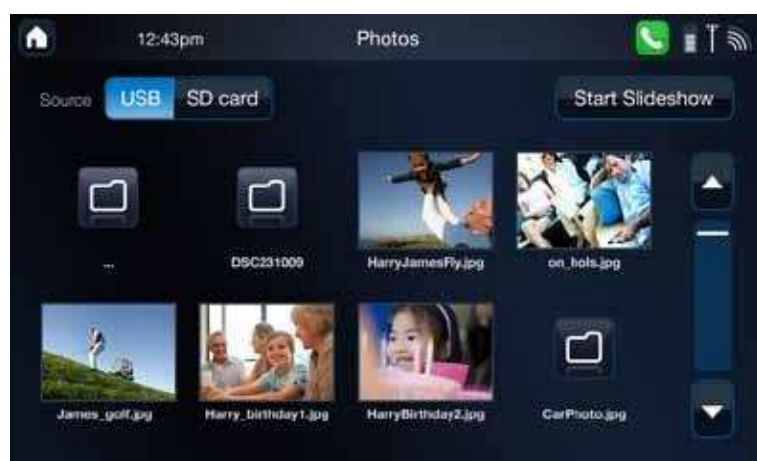 12:43pm
Photos
Source
USB
SD card
Start Slideshow
...
DSC231009
HarryJamesFly.jpg
on_hols.jpg
James_golf.jpg
Harry_birthday1.jpg
HarryBirthday2.jpg
CarPhoto.jpg